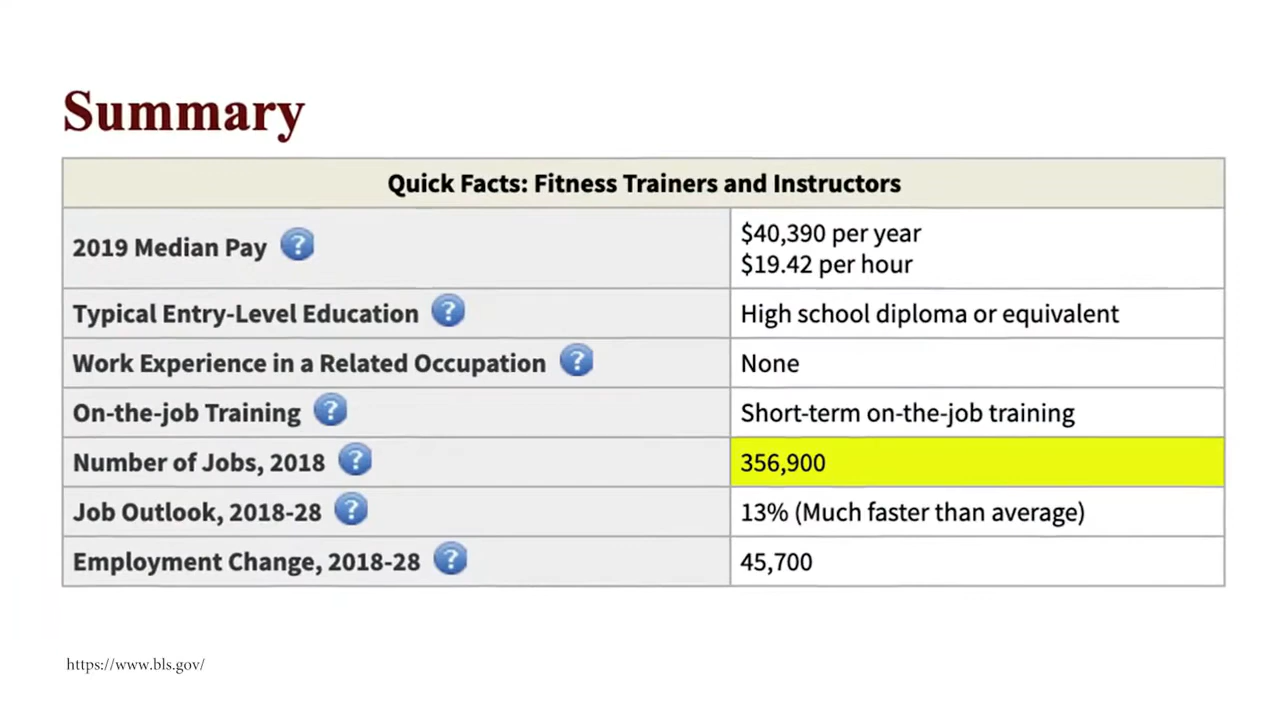 Summary
Quick Facts: Fitness Trainers and Instructors
2019 Median Pay ?
$40,390 per year
$19.42 per hour
Typical Entry-Level Education ?
High school diploma or equivalent
Work Experience in a Related Occupation ?
None
On-the-job Training ?
Short-term on-the-job training
Number of Jobs, 2018 ?
356,900
Job Outlook, 2018-28 ?
13% (Much faster than average)
Employment Change, 2018-28 ?
45,700
https://www.bls.gov/